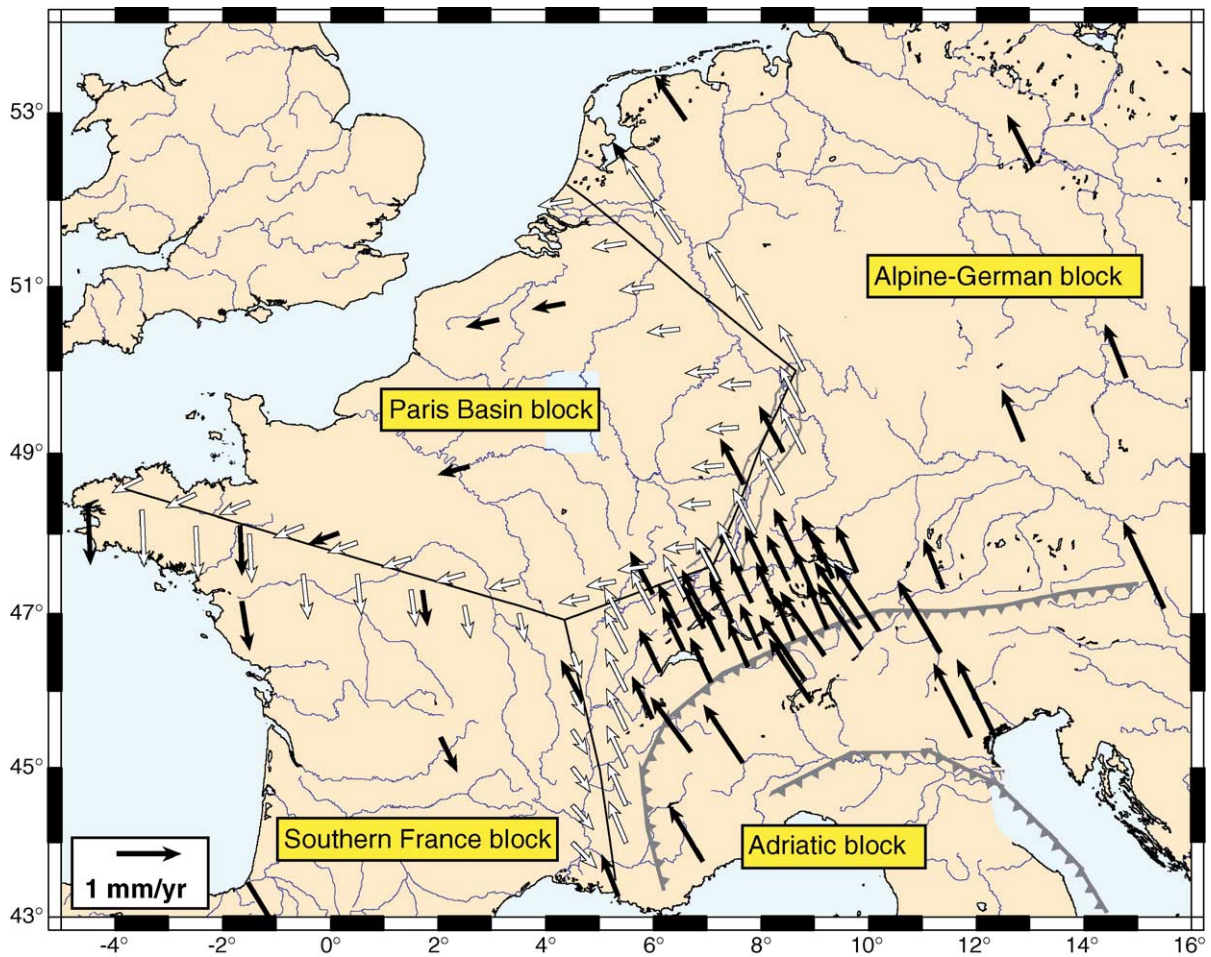 53°
51°
Alpine-German block
Paris Basin block
49°
47°
45°
Southern France block
Adriatic block
1 mm/yr
43°
-4° -2° 0° 2° 4° 6° 8° 10° 12° 14° 16°